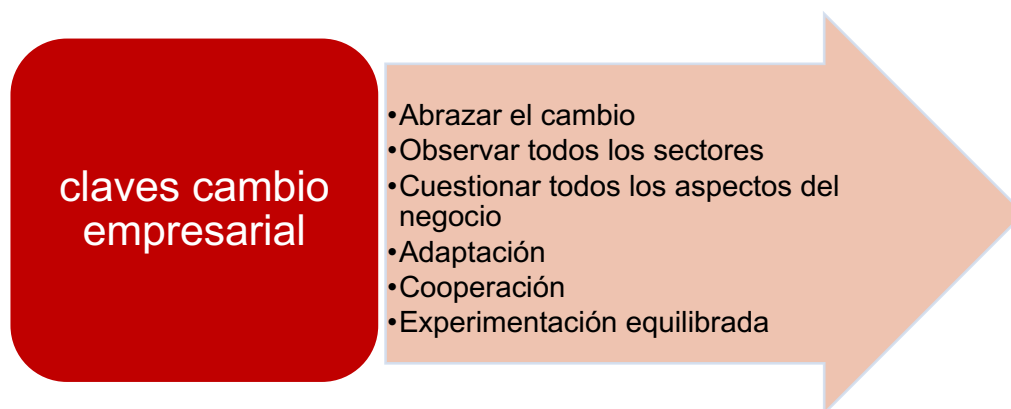 claves cambio
empresarial
•Abrazar el cambio
•Observar todos los sectores
•Cuestionar todos los aspectos del
negocio
•Adaptación
•Cooperación
•Experimentación equilibrada